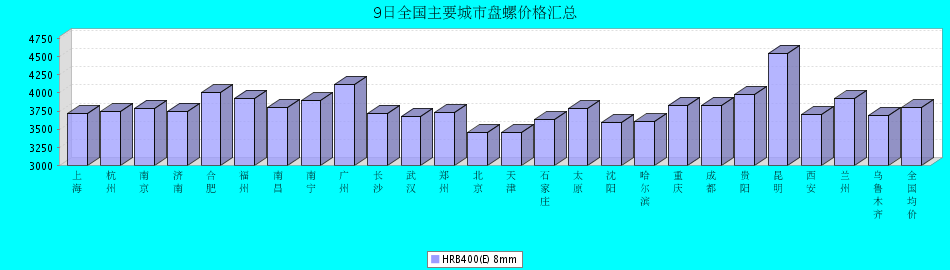 9日全国主要城市盘螺价格汇总
4750
4500
4250
4000
3750
3500
3250
3000
上海
杭州
南京
济南
合肥
福州
南昌
南宁
广州
长沙
武汉
郑州
北京
天津
石家庄
太原
沈阳
哈尔滨
重庆
成都
贵阳
昆明
西安
兰州
乌鲁木齐
全国均价
HRB400(E) 8mm